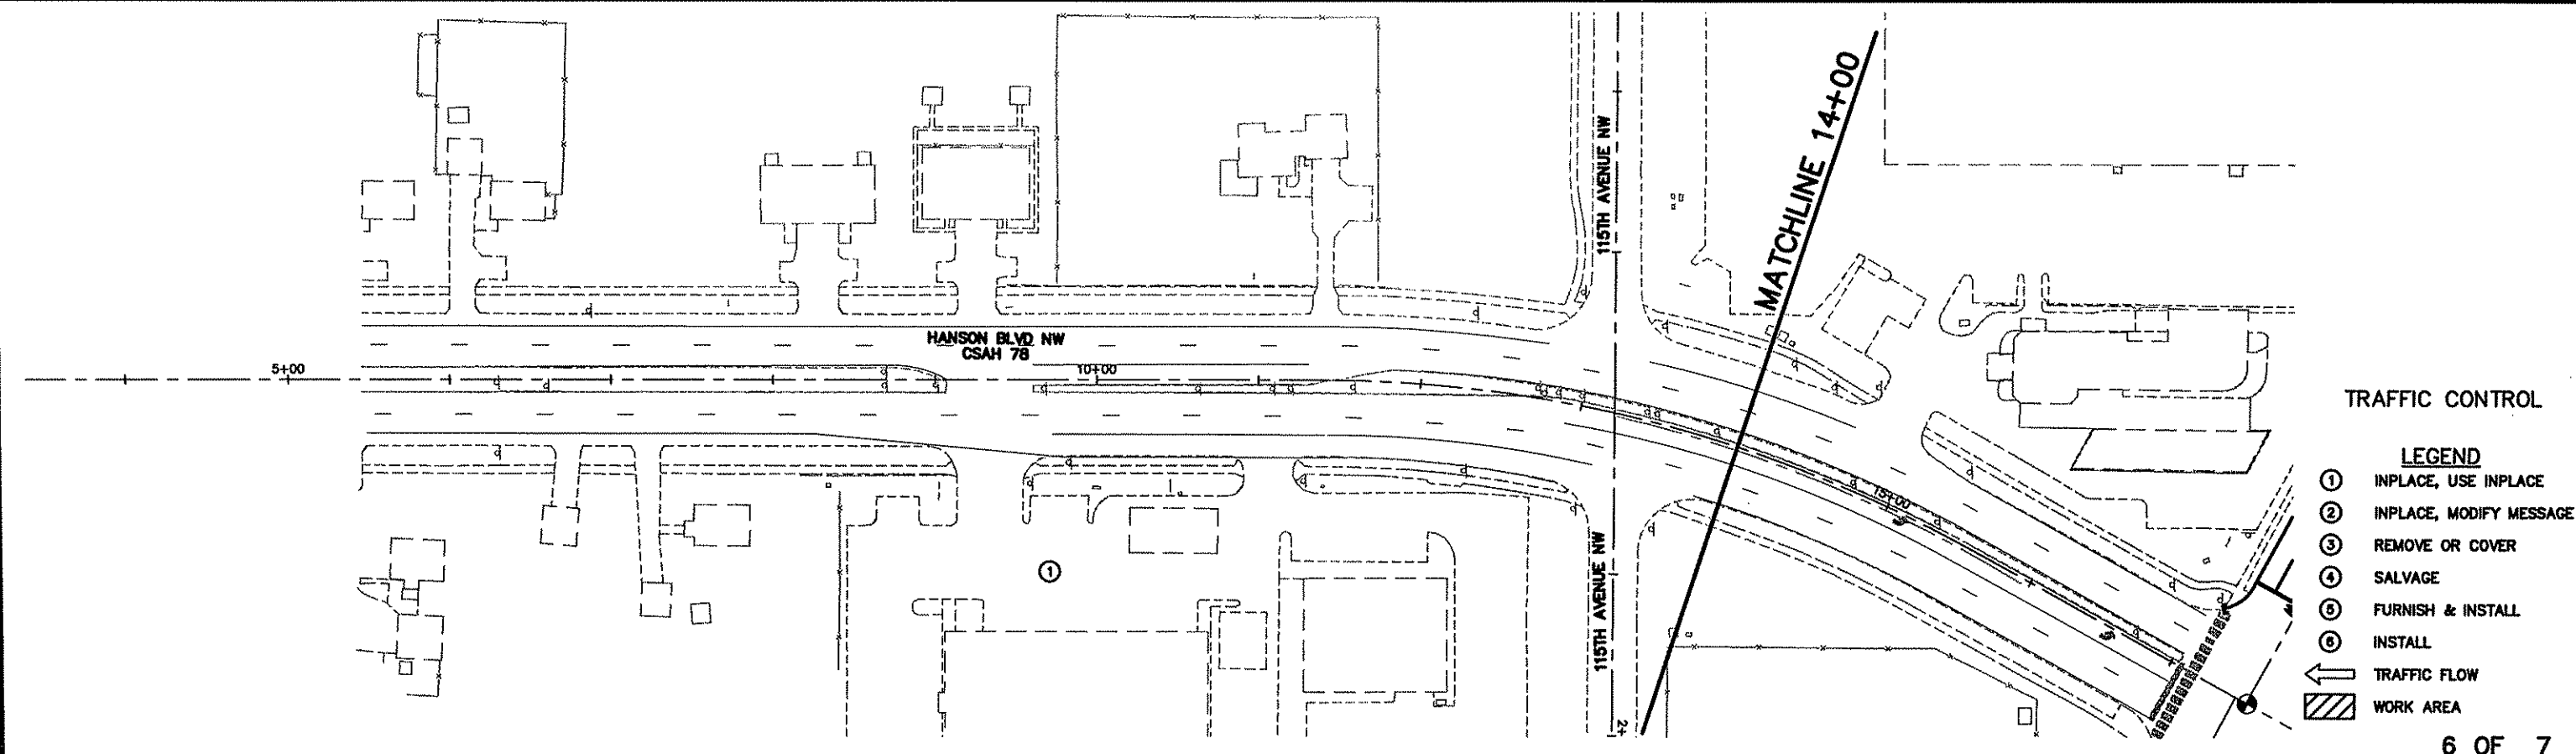 MATCHLINE 14+00
115TH AVENUE NW
HANSON BLVD NW
CSAH 78
5+00
10+00
15+00
115TH AVENUE NW
2+
1
TRAFFIC CONTROL
LEGEND
1 INPLACE, USE INPLACE
2 INPLACE, MODIFY MESSAGE
3 REMOVE OR COVER
4 SALVAGE
5 FURNISH & INSTALL
6 INSTALL
TRAFFIC FLOW
WORK AREA
6 OF 7